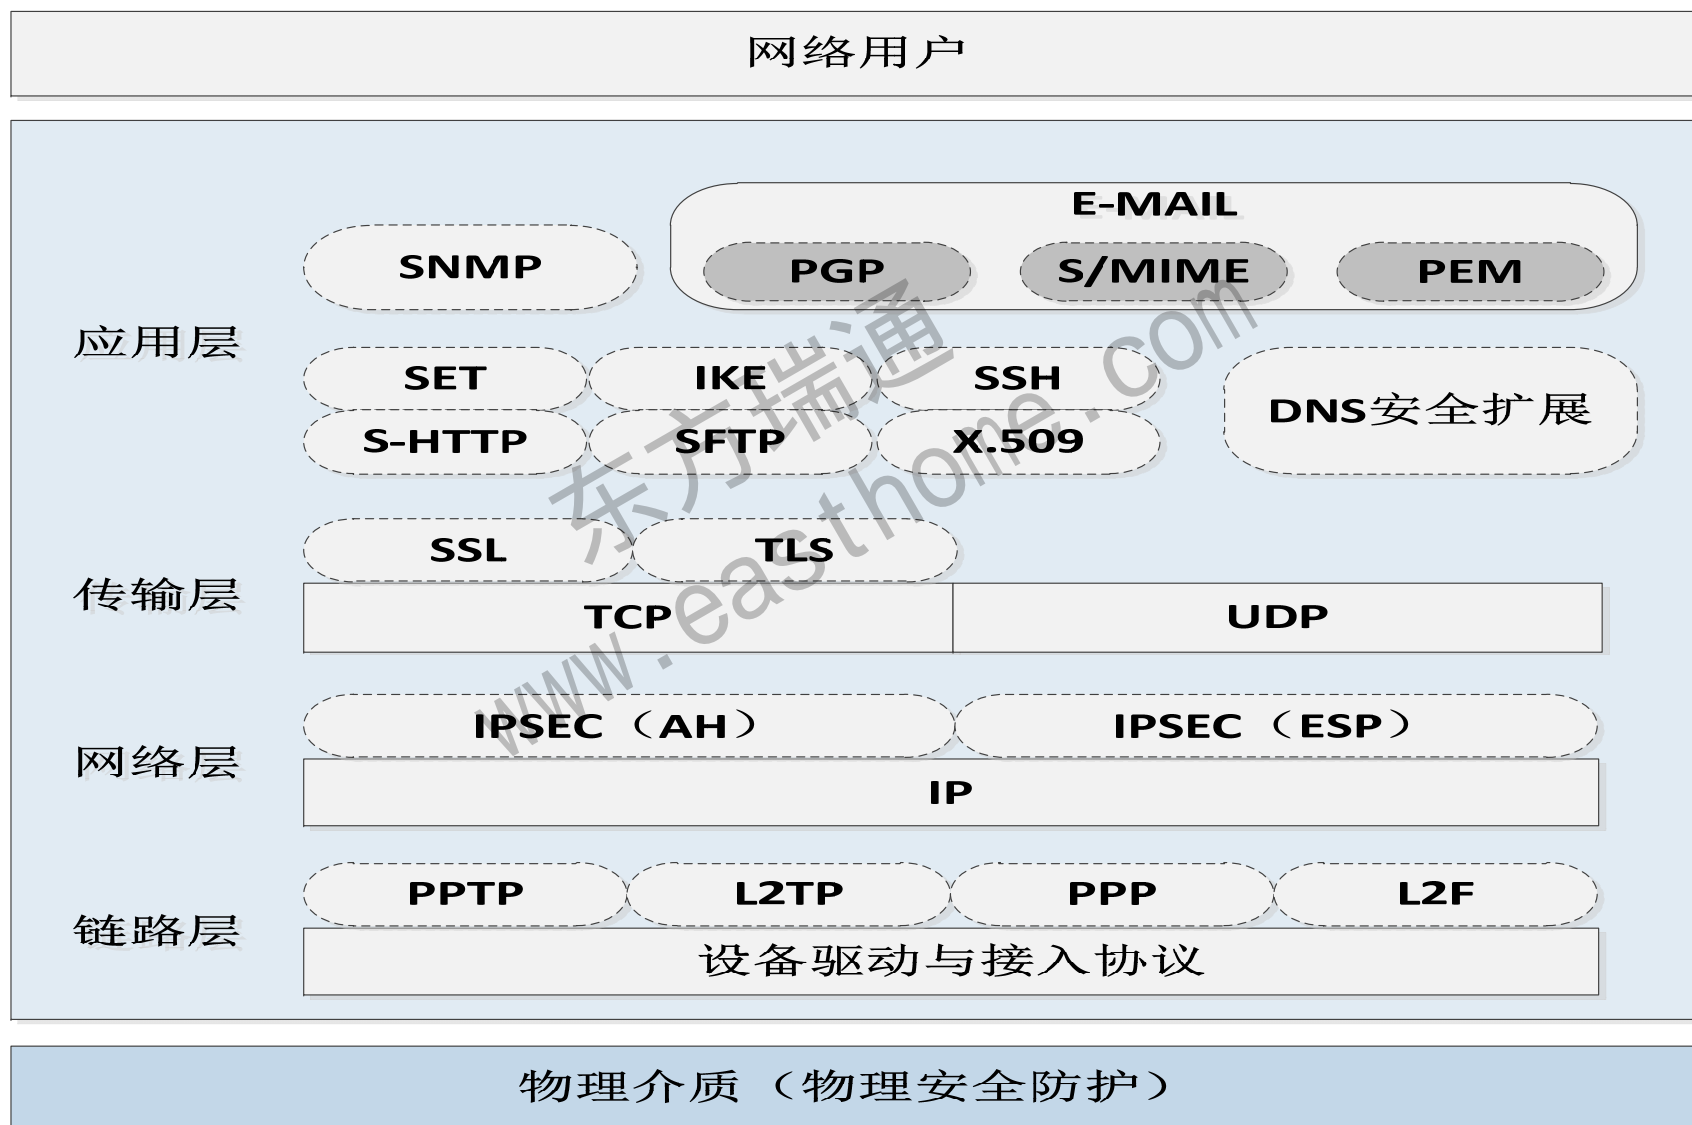 网络用户
E-MAIL
SNMP
PGP
S/MIME
PEM
应用层
SET
IKE
SSH
DNS安全扩展
S-HTTP
SFTP
X.509
SSL
TLS
传输层
TCP
UDP
IPSEC（AH）
IPSEC（ESP）
网络层
IP
PPTP
L2TP
PPP
L2F
链路层
设备驱动与接入协议
物理介质（物理安全防护）
东方瑞通
www.easthome.com